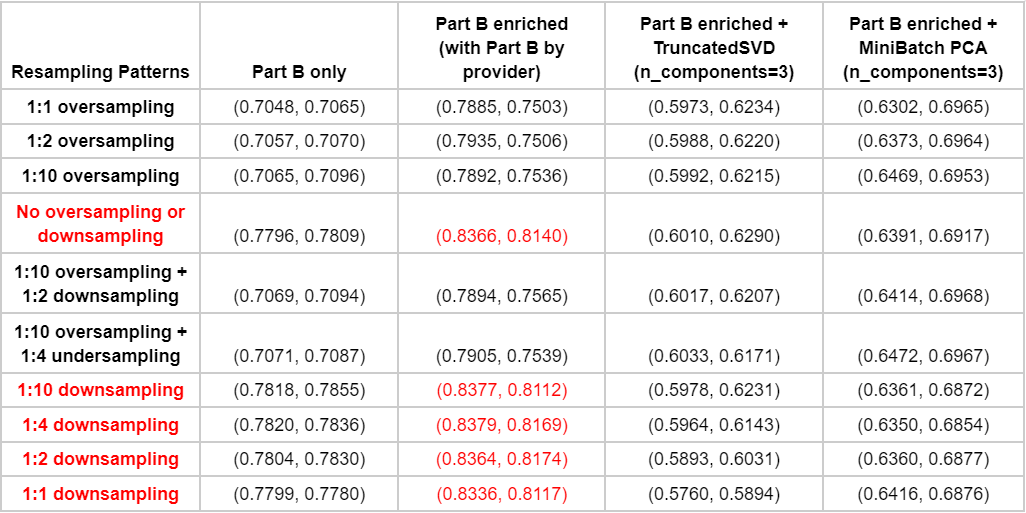 Resampling Patterns
Part B only
Part B enriched
(with Part B by
provider)
Part B enriched +
TruncatedSVD
(n_components=3)
Part B enriched +
MiniBatch PCA
(n_components=3)
1:1 oversampling (0.7048, 0.7065) (0.7885, 0.7503) (0.5973, 0.6234) (0.6302, 0.6965)
1:2 oversampling (0.7057, 0.7070) (0.7935, 0.7506) (0.5988, 0.6220) (0.6373, 0.6964)
1:10 oversampling (0.7065, 0.7096) (0.7892, 0.7536) (0.5992, 0.6215) (0.6469, 0.6953)
No oversampling or
downsampling (0.7796, 0.7809) (0.8366, 0.8140) (0.6010, 0.6290) (0.6391, 0.6917)
1:10 oversampling +
1:2 downsampling (0.7069, 0.7094) (0.7894, 0.7565) (0.6017, 0.6207) (0.6414, 0.6968)
1:10 oversampling +
1:4 undersampling (0.7071, 0.7087) (0.7905, 0.7539) (0.6033, 0.6171) (0.6472, 0.6967)
1:10 downsampling (0.7818, 0.7855) (0.8377, 0.8112) (0.5978, 0.6231) (0.6361, 0.6872)
1:4 downsampling (0.7820, 0.7836) (0.8379, 0.8169) (0.5964, 0.6143) (0.6350, 0.6854)
1:2 downsampling (0.7804, 0.7830) (0.8364, 0.8174) (0.5893, 0.6031) (0.6360, 0.6877)
1:1 downsampling (0.7799, 0.7780) (0.8336, 0.8117) (0.5760, 0.5894) (0.6416, 0.6876)